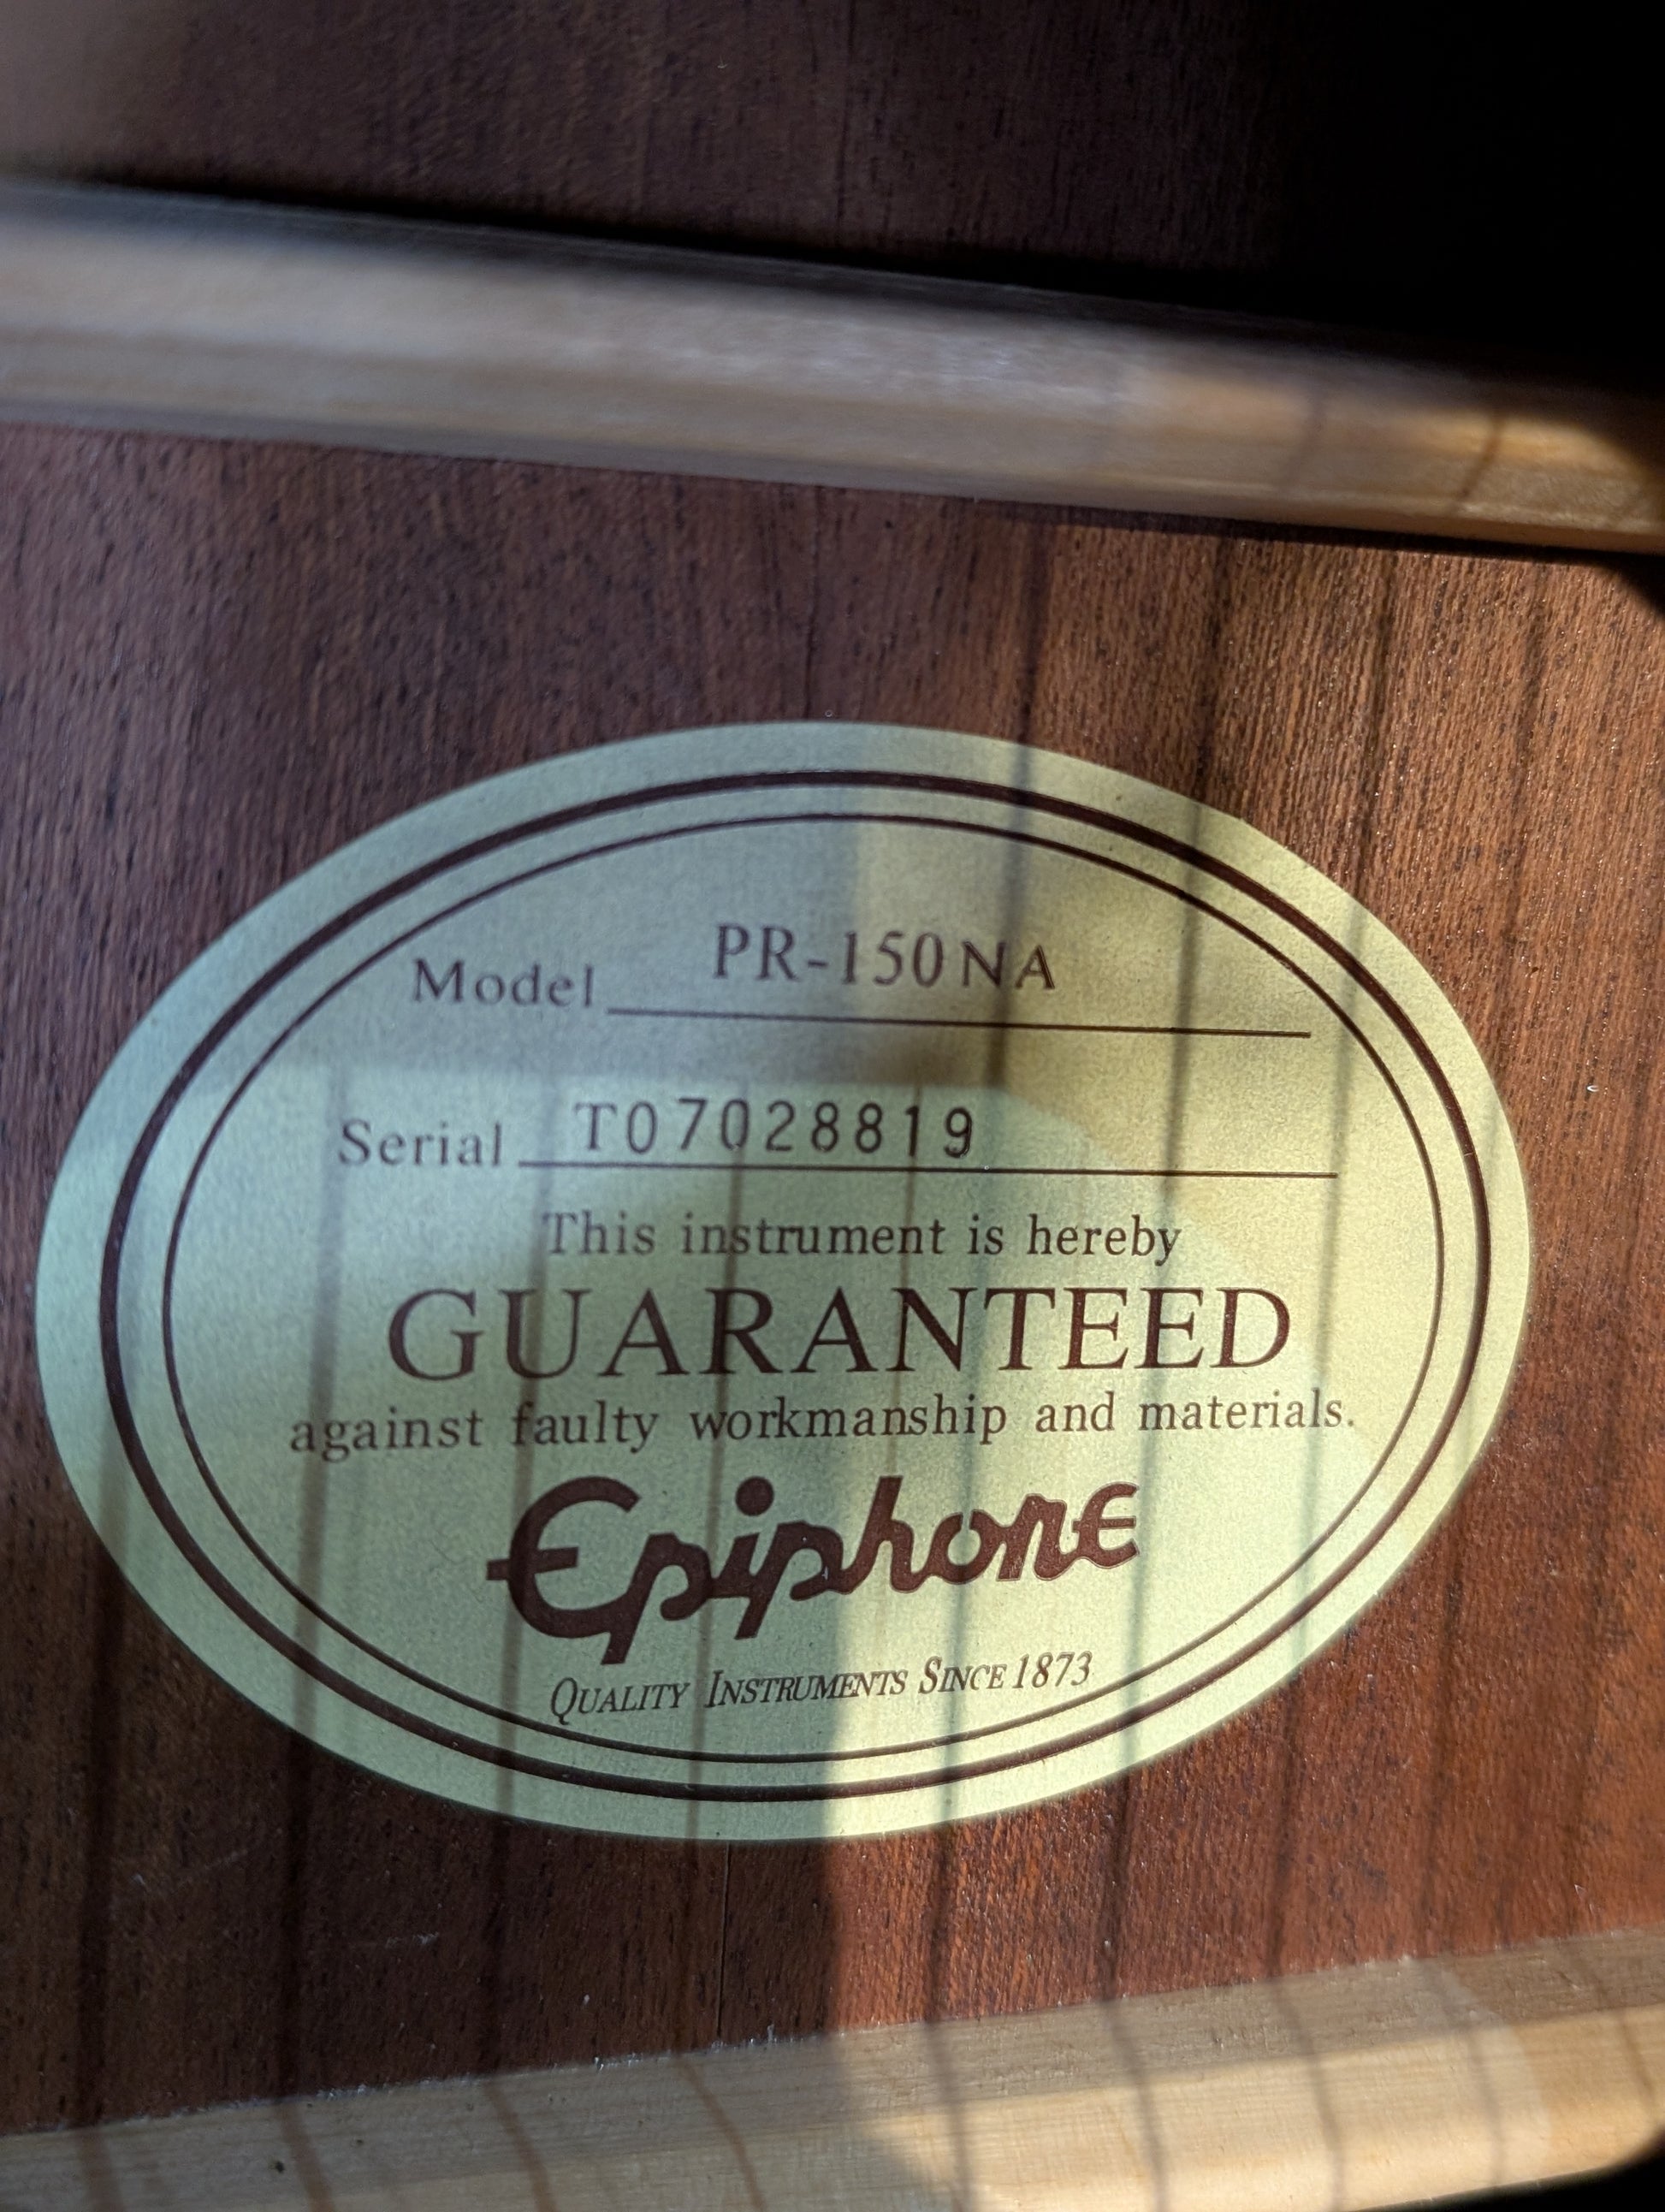 Model PR-150NA
Serial T07028819
This instrument is hereby
GUARANTEED
against faulty workmanship and materials.
Epiphone
QUALITY INSTRUMENTS SINCE 1873